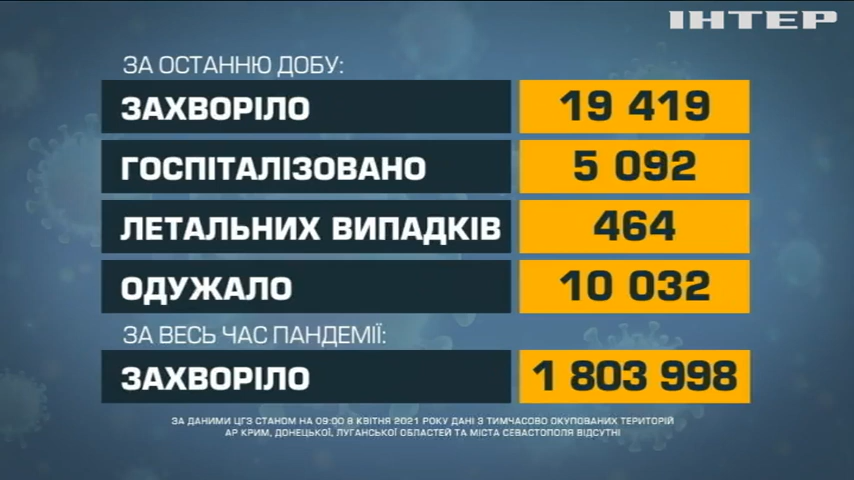 ІНТЕР
ЗА ОСТАННЮ ДОБУ:
ЗАХВОРІЛО 19 419
ГОСПІТАЛІЗОВАНО 5 092
ЛЕТАЛЬНИХ ВИПАДКІВ 464
ОДУЖАЛО 10 032
ЗА ВЕСЬ ЧАС ПАНДЕМІЇ:
ЗАХВОРІЛО 1 803 998
ЗА ДАНИМИ ЦГЗ СТАНОМ НА 09:00 8 КВІТНЯ 2021 РОКУ ДАНІ З ТИМЧАСОВО ОКУПОВАНИХ ТЕРИТОРІЙ
АР КРИМ, ДОНЕЦЬКОЇ, ЛУГАНСЬКОЇ ОБЛАСТЕЙ ТА МІСТА СЕВАСТОПОЛЯ ВІДСУТНІ